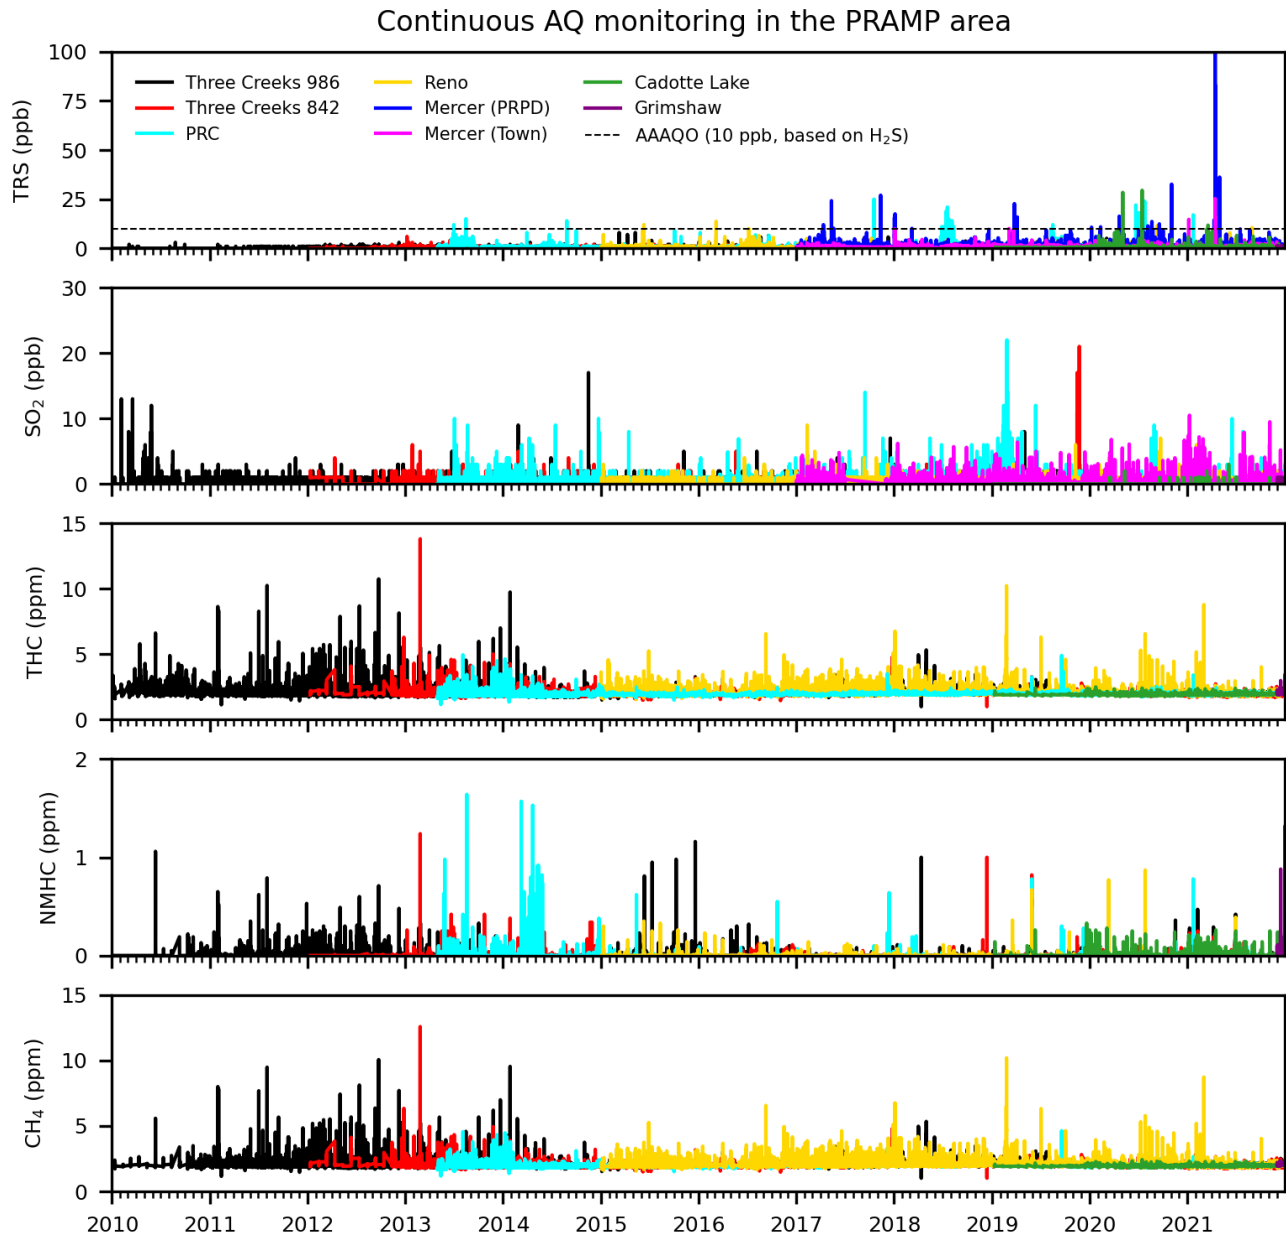 Continuous AQ monitoring in the PRAMP area
TRS (ppb)
100
75
50
25
0
Three Creeks 986
Three Creeks 842
PRC
Reno
Mercer (PRPD)
Mercer (Town)
Cadotte Lake
Grimshaw
AAAQO (10 ppb, based on H₂S)
SO₂ (ppb)
30
20
10
0
THC (ppm)
15
10
5
0
NMHC (ppm)
2
1
0
CH₄ (ppm)
15
10
5
0
2010 2011 2012 2013 2014 2015 2016 2017 2018 2019 2020 2021